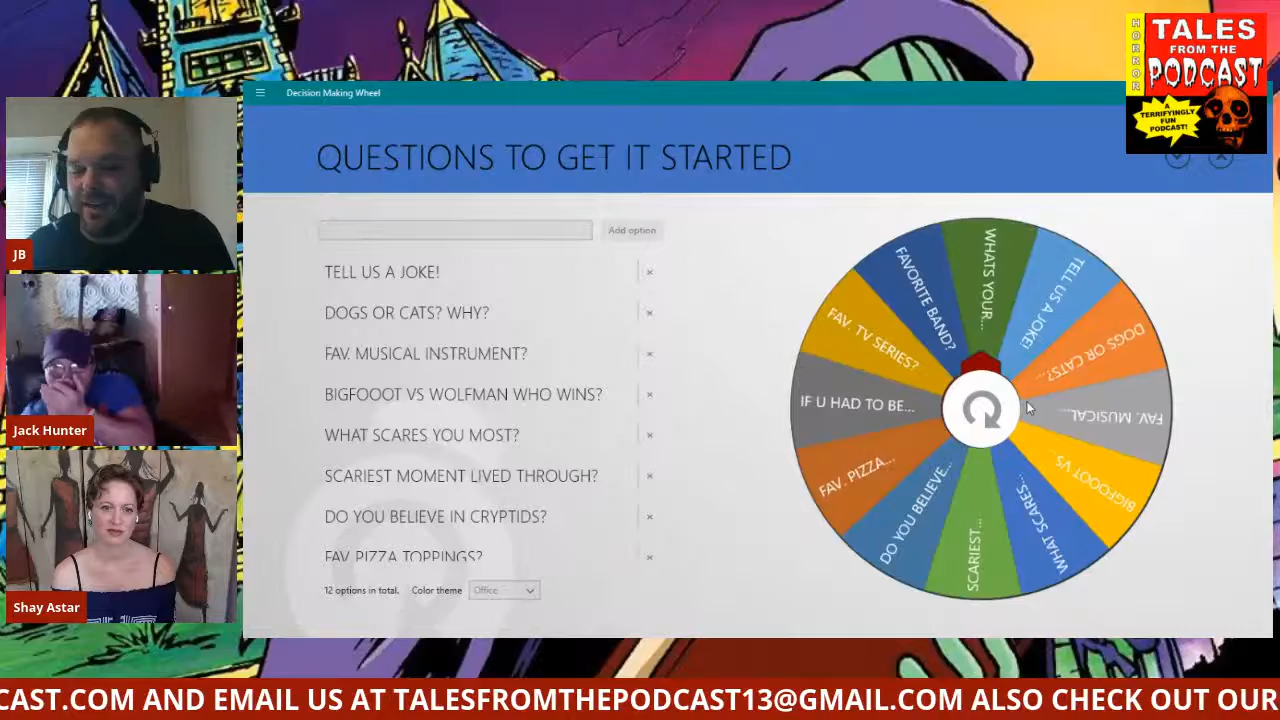 HORROR
TALES
FROM THE
PODCAST
A
TERRIFYINGLY
FUN
PODCAST!
Decision Making Wheel
QUESTIONS TO GET IT STARTED
Add option
TELL US A JOKE!
DOGS OR CATS? WHY?
FAV. MUSICAL INSTRUMENT?
BIGFOOOT VS WOLFMAN WHO WINS?
WHAT SCARES YOU MOST?
SCARIEST MOMENT LIVED THROUGH?
DO YOU BELIEVE IN CRYPTIDS?
FAV PIZZA TOPPINGS?
12 options in total.
Color theme
Office
WHATS YOUR...
TELL US A JOKE!
DOGS OR CATS?...
FAV. MUSICAL...
BIGFOOOT VS
WHAT SCARES...
SCARIEST...
DO YOU BELIEVE...
FAV. PIZZA...
IF U HAD TO BE...
FAV. TV SERIES?
FAVORITE BAND?
JB
Jack Hunter
Shay Astar
CAST.COM AND EMAIL US AT TALESFROMTHEPODCAST13@GMAIL.COM ALSO CHECK OUT OUR